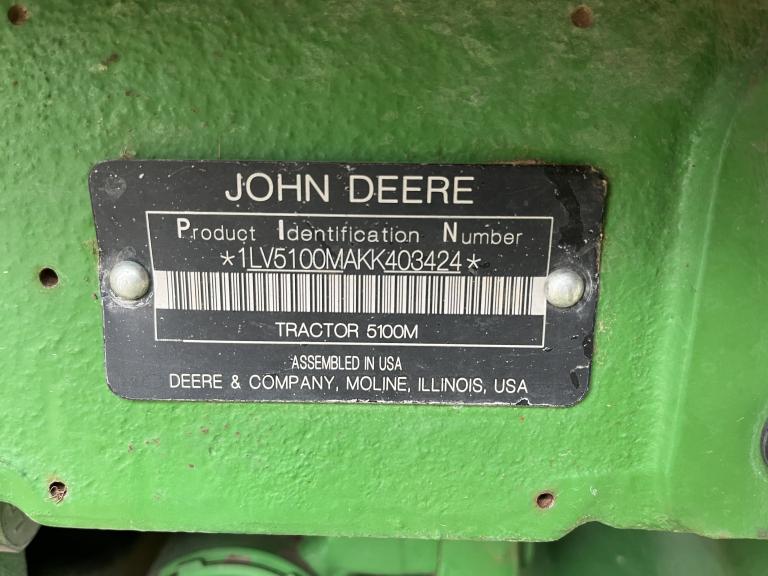 JOHN DEERE
Product Identification Number
*1LV5100MAKK403424*
TRACTOR 5100M
ASSEMBLED IN USA
DEERE & COMPANY, MOLINE, ILLINOIS, USA